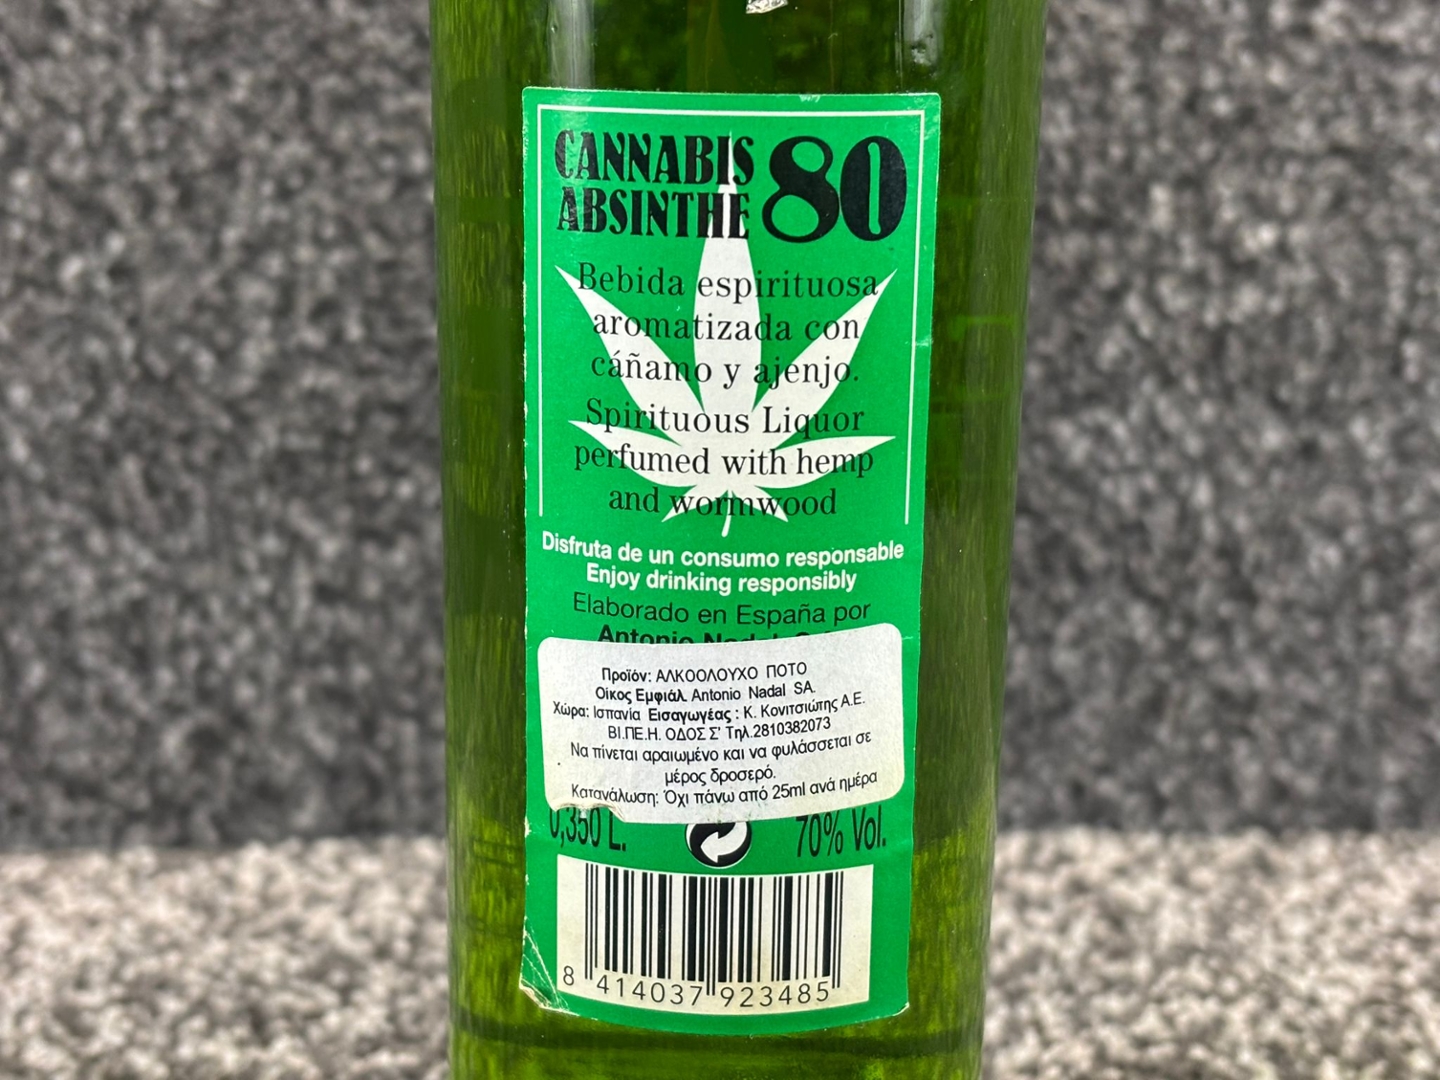 CANNABIS
ABSINTHE 80
Bebida espirituosa
aromatizada con
cáñamo y ajenjo.
Spirituous Liquor
perfumed with hemp
and wormwood
Disfruta de un consumo responsable
Enjoy drinking responsibly
Elaborado en España por
Antonio Nadal
Προϊόν: ΑΛΚΟΟΛΟΥΧΟ ΠΟΤΟ
Οίκος Εμφιάλ. Antonio Nadal SA.
Χώρα: Ισπανία Εισαγωγέας : Κ. Κονιτσιώτης Α.Ε.
ΒΙ.ΠΕ.Η. ΟΔΟΣ Σ' Τηλ.2810382073
Να πίνεται αραιωμένο και να φυλάσσεται σε
μέρος δροσερό.
Κατανάλωση: Όχι πάνω από 25ml ανά ημέρα
0,350 L. 70% Vol.
8 414037 923485